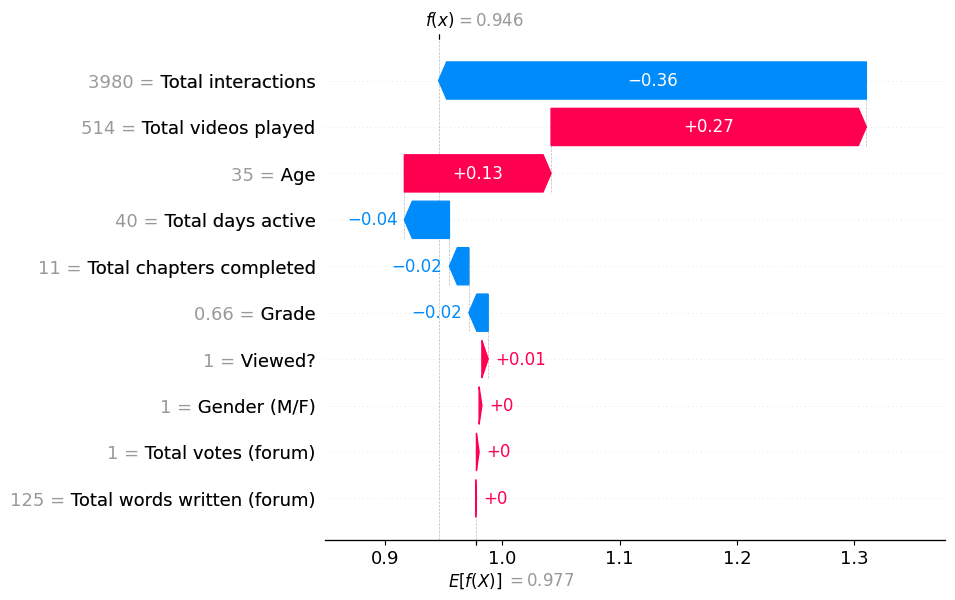 f(x) = 0.946
3980 = Total interactions
−0.36
514 = Total videos played
+0.27
35 = Age
+0.13
40 = Total days active
−0.04
11 = Total chapters completed
−0.02
0.66 = Grade
−0.02
1 = Viewed?
+0.01
1 = Gender (M/F)
+0
1 = Total votes (forum)
+0
125 = Total words written (forum)
+0
0.9 1.0 1.1 1.2 1.3
E[f(X)] = 0.977